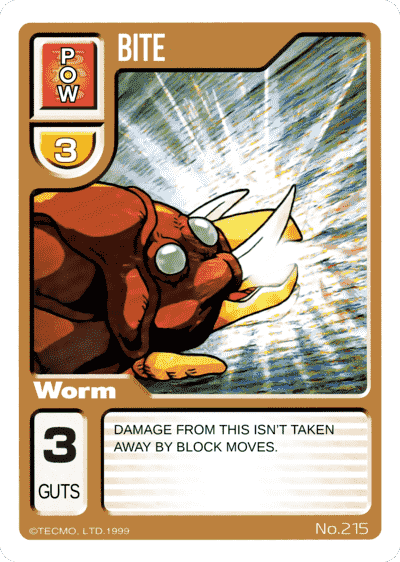 POW
BITE
3
Worm
3
GUTS
DAMAGE FROM THIS ISN'T TAKEN
AWAY BY BLOCK MOVES.
©TECMO, LTD.1999
No.215